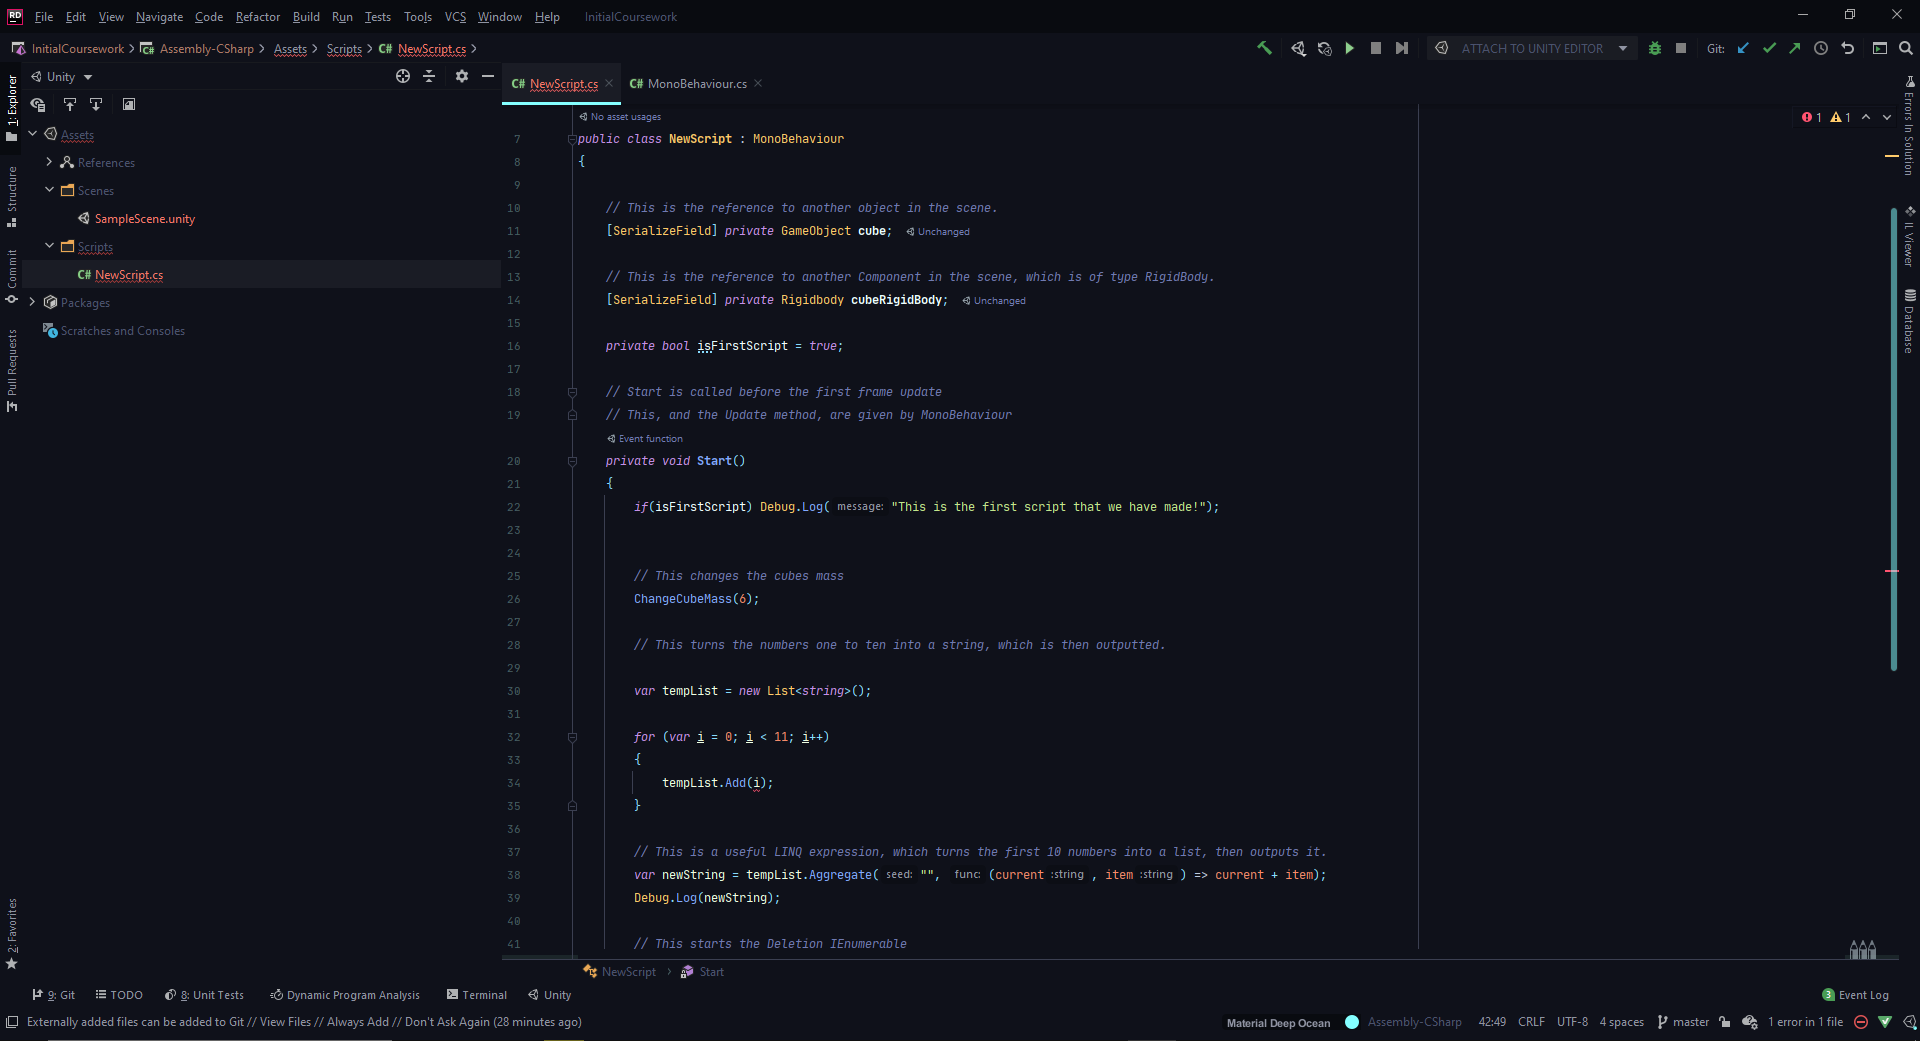 RD File Edit View Navigate Code Refactor Build Run Tests Tools VCS Window Help InitialCoursework
InitialCoursework Assembly-CSharp Assets Scripts C# NewScript.cs ATTACH TO UNITY EDITOR Git:
Unity
C# NewScript.cs C# MonoBehaviour.cs
1: Explorer
Structure
Commit
Pull Requests
2: Favorites
Assets
References
Scenes
SampleScene.unity
Scripts
C# NewScript.cs
Packages
Scratches and Consoles
No asset usages
7 public class NewScript : MonoBehaviour
8 {
9
10 // This is the reference to another object in the scene.
11 [SerializeField] private GameObject cube; Unchanged
12
13 // This is the reference to another Component in the scene, which is of type RigidBody.
14 [SerializeField] private Rigidbody cubeRigidBody; Unchanged
15
16 private bool isFirstScript = true;
17
18 // Start is called before the first frame update
19 // This, and the Update method, are given by MonoBehaviour
Event function
20 private void Start()
21 {
22 if(isFirstScript) Debug.Log( message: "This is the first script that we have made!");
23
24
25 // This changes the cubes mass
26 ChangeCubeMass(6);
27
28 // This turns the numbers one to ten into a string, which is then outputted.
29
30 var tempList = new List<string>();
31
32 for (var i = 0; i < 11; i++)
33 {
34 tempList.Add(i);
35 }
36
37 // This is a useful LINQ expression, which turns the first 10 numbers into a list, then outputs it.
38 var newString = tempList.Aggregate( seed: "", func: (current :string , item :string ) => current + item);
39 Debug.Log(newString);
40
41 // This starts the Deletion IEnumerable
1 1
Errors In Solution
IL Viewer
Database
NewScript Start
9: Git TODO 8: Unit Tests Dynamic Program Analysis Terminal Unity 3 Event Log
Externally added files can be added to Git // View Files // Always Add // Don't Ask Again (28 minutes ago) Material Deep Ocean Assembly-CSharp 42:49 CRLF UTF-8 4 spaces master 1 error in 1 file